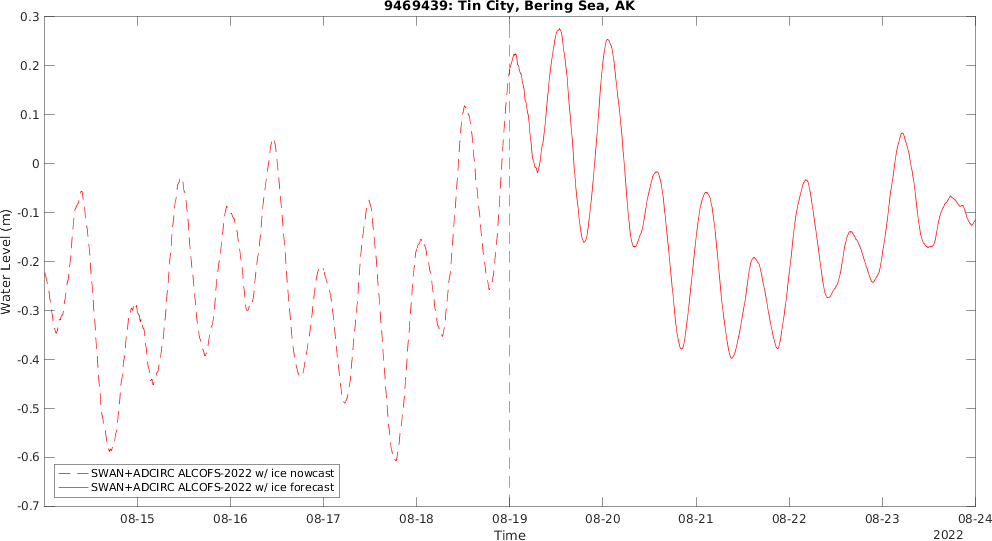 9469439: Tin City, Bering Sea, AK
0.3
0.2
0.1
0
-0.1
-0.2
-0.3
-0.4
-0.5
-0.6
-0.7
Water Level (m)
SWAN+ADCIRC ALCOFS-2022 w/ ice nowcast
SWAN+ADCIRC ALCOFS-2022 w/ ice forecast
08-15 08-16 08-17 08-18 08-19 08-20 08-21 08-22 08-23 08-24
Time
2022